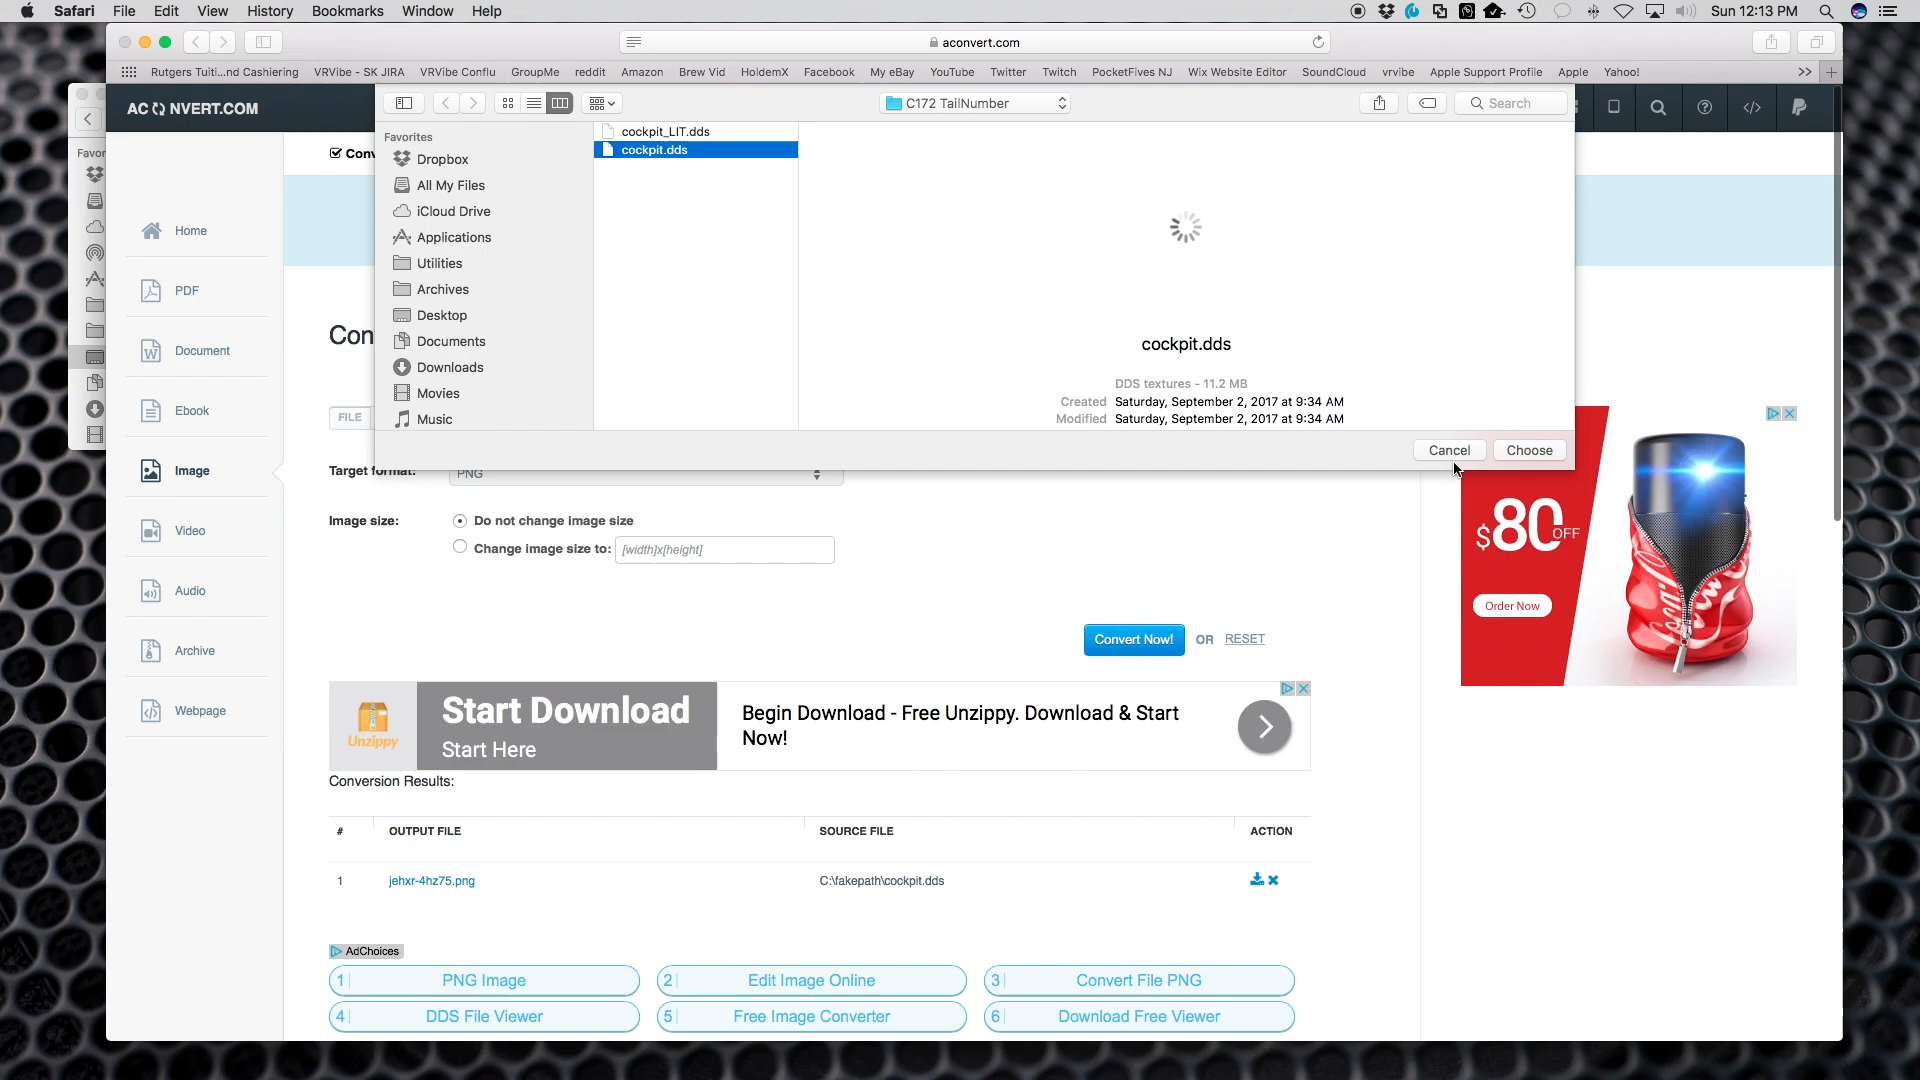 Safari File Edit View History Bookmarks Window Help
Sun 12:13 PM
aconvert.com
Rutgers Tuiti...nd Cashiering VRVibe - SK JIRA VRVibe Conflu GroupMe reddit Amazon Brew Vid HoldemX Facebook My eBay YouTube Twitter Twitch PocketFives NJ Wix Website Editor SoundCloud vrvibe Apple Support Profile Apple Yahoo!
AC NVERT.COM
C172 TailNumber
Search
Favor
Conv
Favorites
Dropbox
All My Files
iCloud Drive
Applications
Utilities
Archives
Desktop
Documents
Downloads
Movies
Music
cockpit_LIT.dds
cockpit.dds
cockpit.dds
DDS textures - 11.2 MB
Created Saturday, September 2, 2017 at 9:34 AM
Modified Saturday, September 2, 2017 at 9:34 AM
Cancel Choose
Home
PDF
Document
Ebook
Image
Video
Audio
Archive
Webpage
Con
FILE
Target format: PNG
Image size: Do not change image size
Change image size to: [width]x[height]
Convert Now! OR RESET
$80 OFF
Order Now
Coca-Cola
Unzippy
Start Download
Start Here
Begin Download - Free Unzippy. Download & Start
Now!
Conversion Results:
# OUTPUT FILE SOURCE FILE ACTION
1 jehxr-4hz75.png C:\fakepath\cockpit.dds
AdChoices
1 PNG Image 2 Edit Image Online 3 Convert File PNG
4 DDS File Viewer 5 Free Image Converter 6 Download Free Viewer